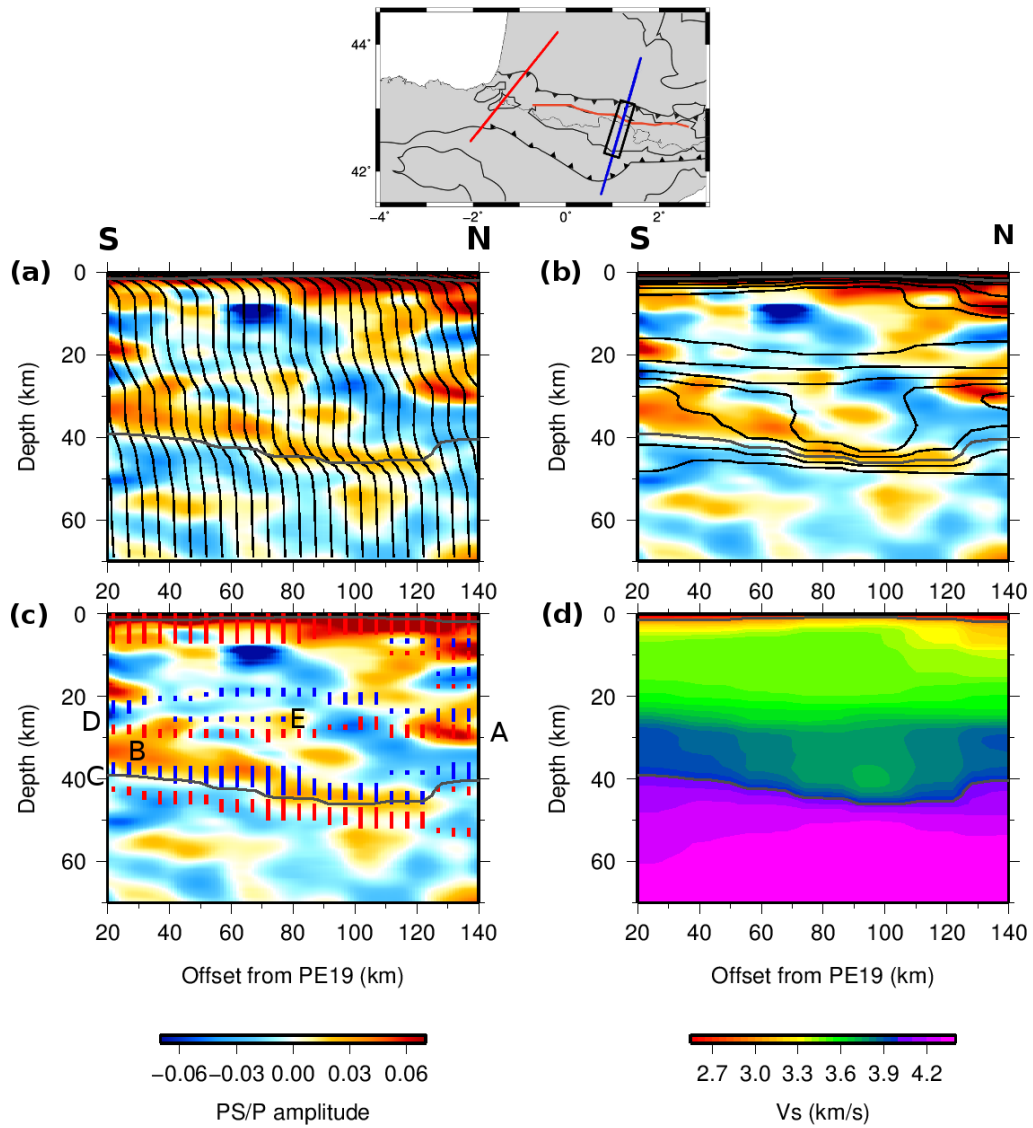 44°
42°
−4° −2° 0° 2°
S N S N
(a) (b)
0 0
20 20
40 40
60 60
Depth (km) Depth (km)
20 40 60 80 100 120 140 20 40 60 80 100 120 140
(c) (d)
0 0
20 20
40 40
60 60
Depth (km) Depth (km)
D E A
B
C
20 40 60 80 100 120 140 20 40 60 80 100 120 140
Offset from PE19 (km) Offset from PE19 (km)
−0.06 −0.03 0.00 0.03 0.06 2.7 3.0 3.3 3.6 3.9 4.2
PS/P amplitude Vs (km/s)